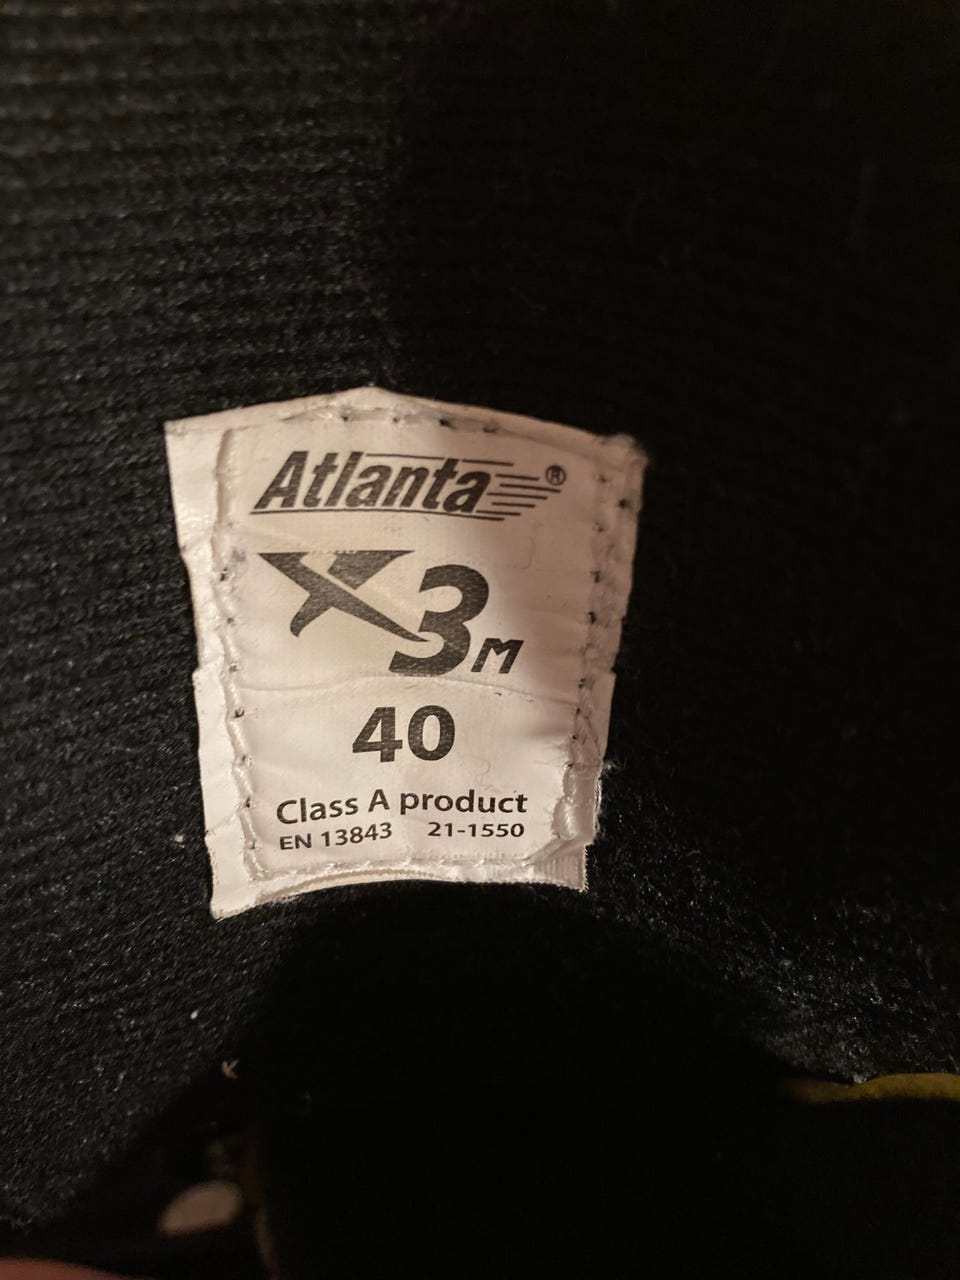 Atlanta®
X3M
40
Class A product
EN 13843 21-1550